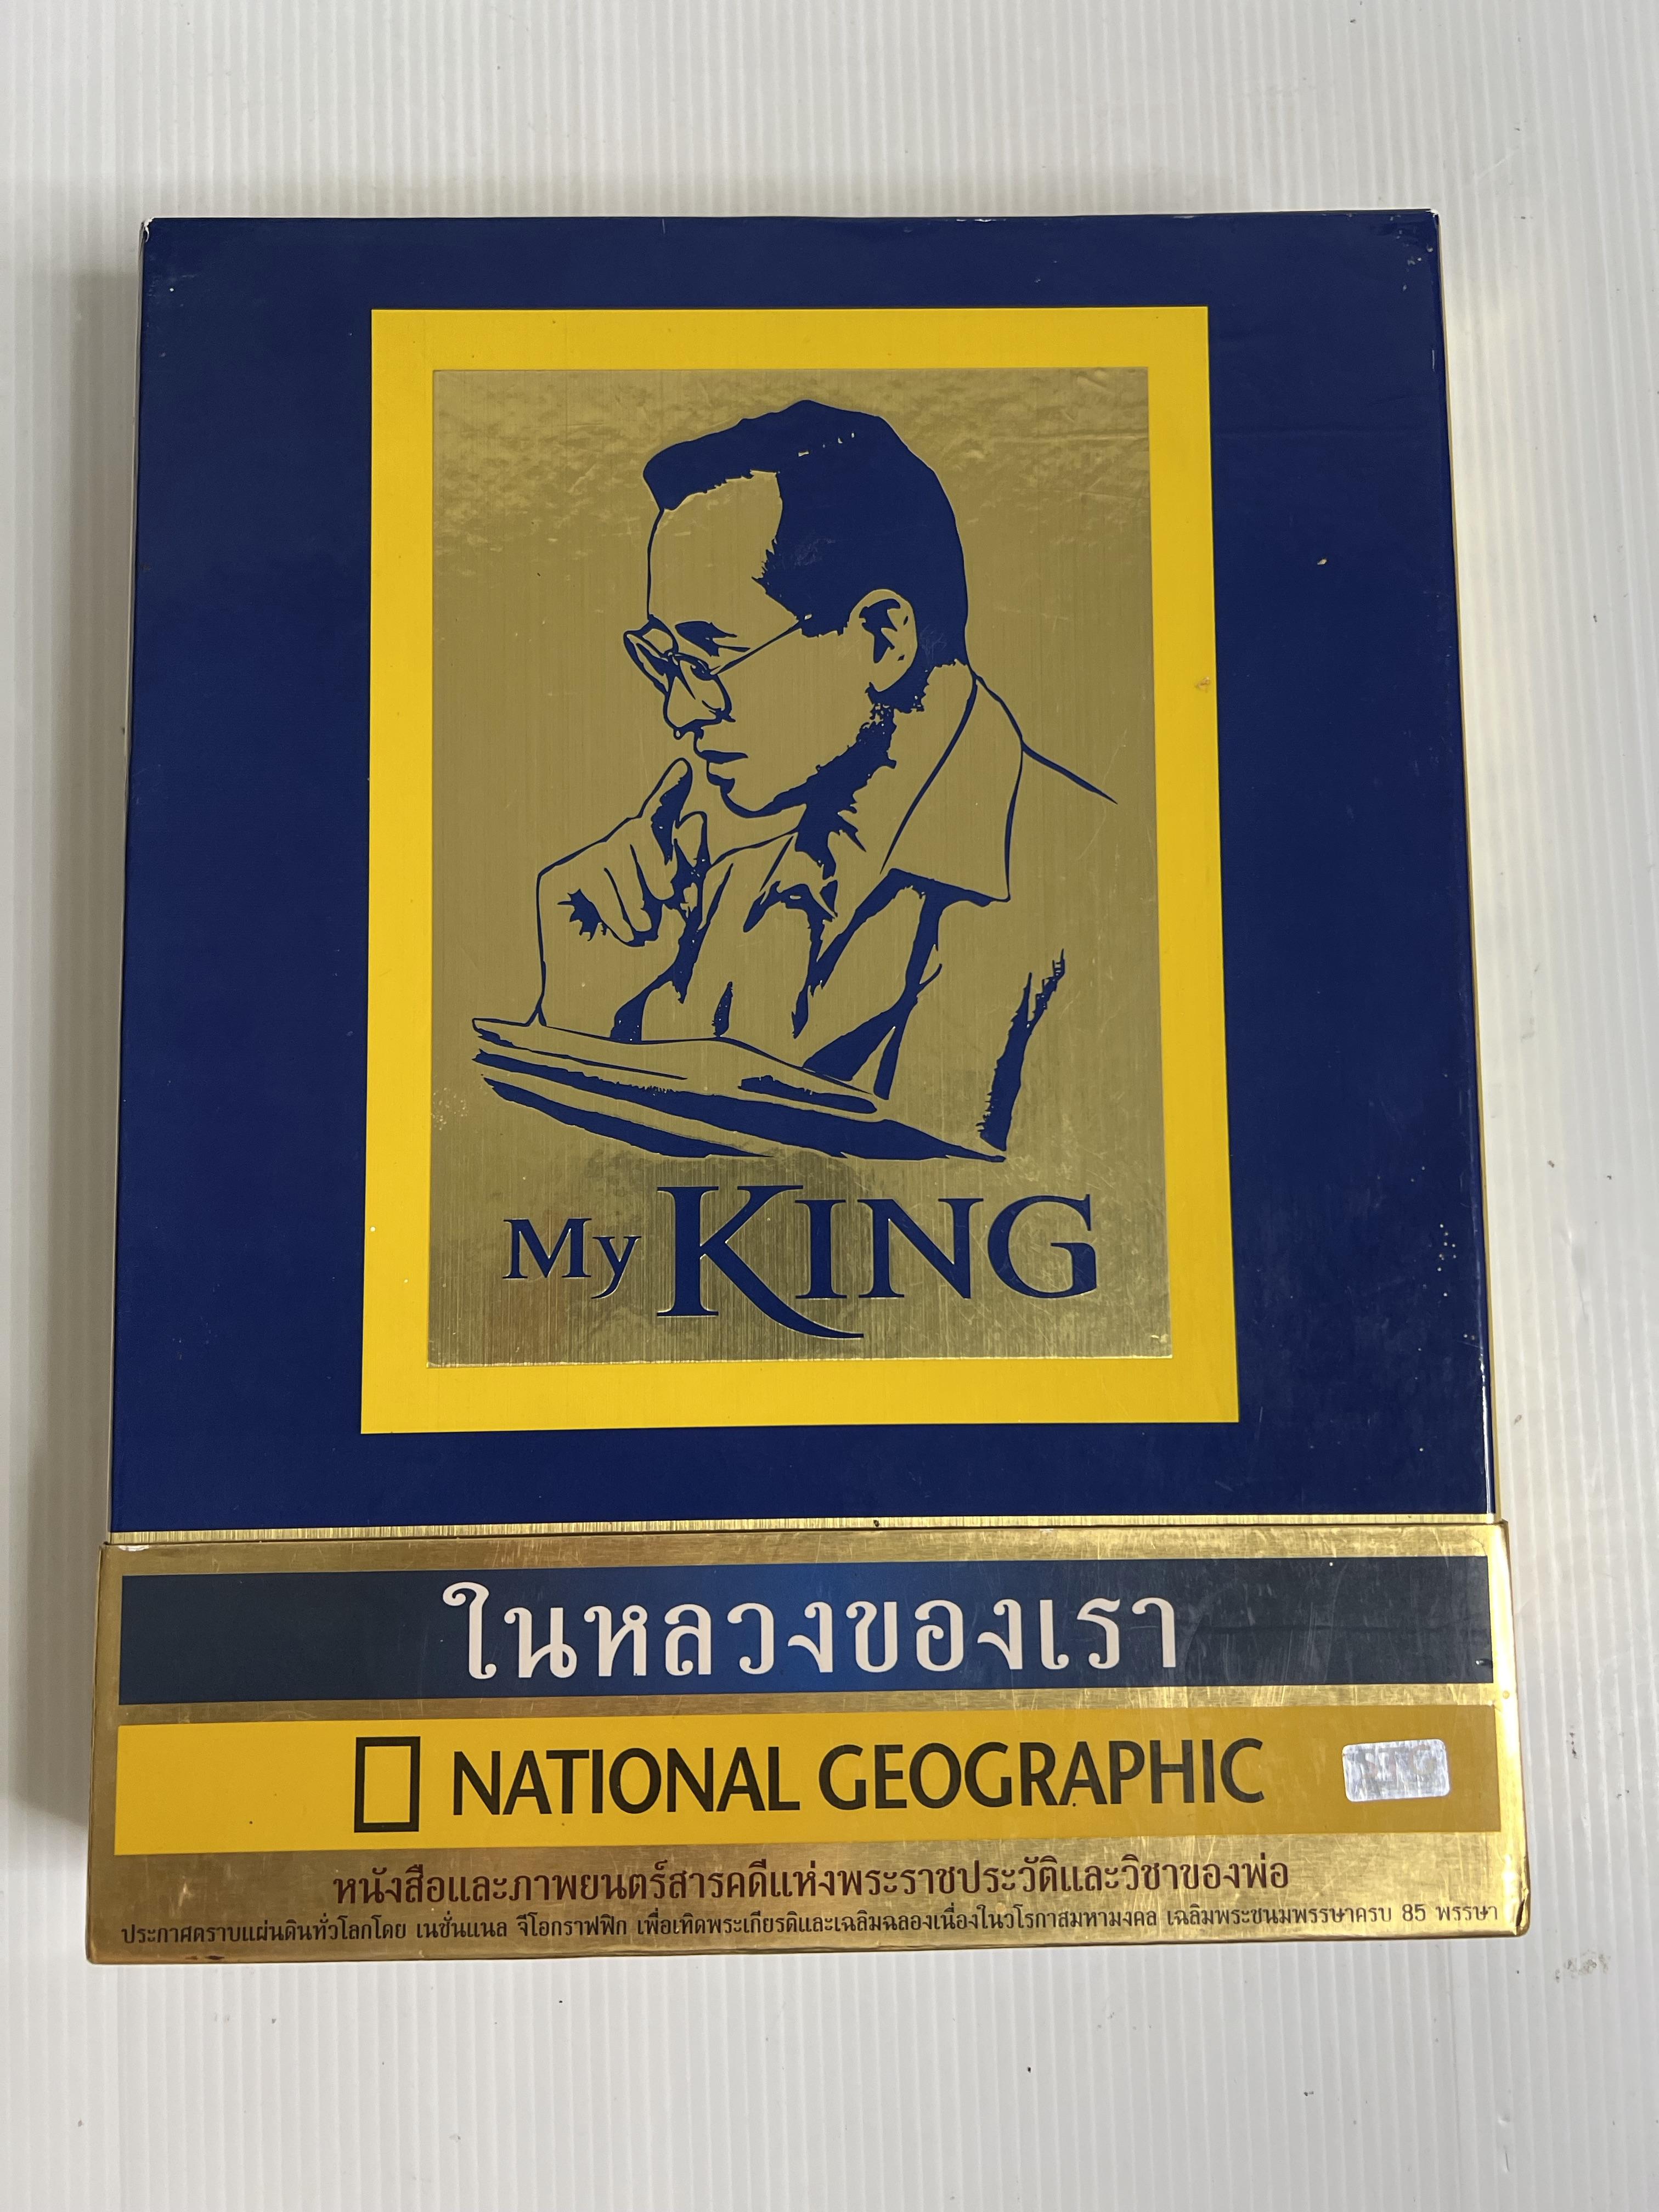 My KING
ในหลวงของเรา
NATIONAL GEOGRAPHIC
หนังสือและภาพยนตร์สารคดีแห่งพระราชประวัติและวิชาของพ่อ
ประกาศตราบแผ่นดินทั่วโลกโดย เนชั่นแนล จีโอกราฟฟิก เพื่อเทิดพระเกียรติและเฉลิมฉลองเนื่องในวโรกาสมหามงคล เฉลิมพระชนมพรรษาครบ 85 พรรษา